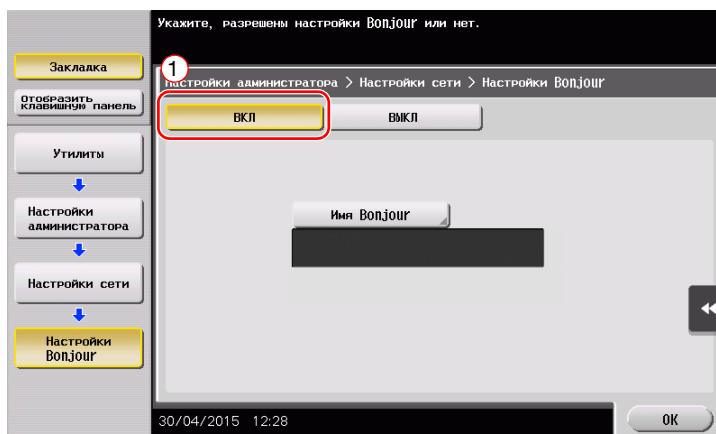 Укажите, разрешены настройки Bonjour или нет.
Закладка
Отобразить
клавишную панель
Утилиты
Настройки
администратора
Настройки сети
Настройки
Bonjour
1
Настройки администратора > Настройки сети > Настройки Bonjour
ВКЛ
ВЫКЛ
Имя Bonjour
30/04/2015 12:28
OK